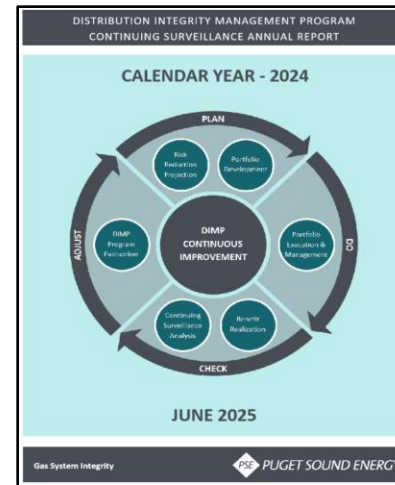 DISTRIBUTION INTEGRITY MANAGEMENT PROGRAM
CONTINUING SURVEILLANCE ANNUAL REPORT
CALENDAR YEAR - 2024
PLAN
Risk
Reduction
Projection
Portfolio
Development
ADJUST
DIMP
Program
Evaluation
DIMP
CONTINUOUS
IMPROVEMENT
Portfolio
Execution &
Management
DO
Continuing
Surveillance
Analysis
Benefit
Realization
CHECK
JUNE 2025
Gas System Integrity
PSE PUGET SOUND ENERGY